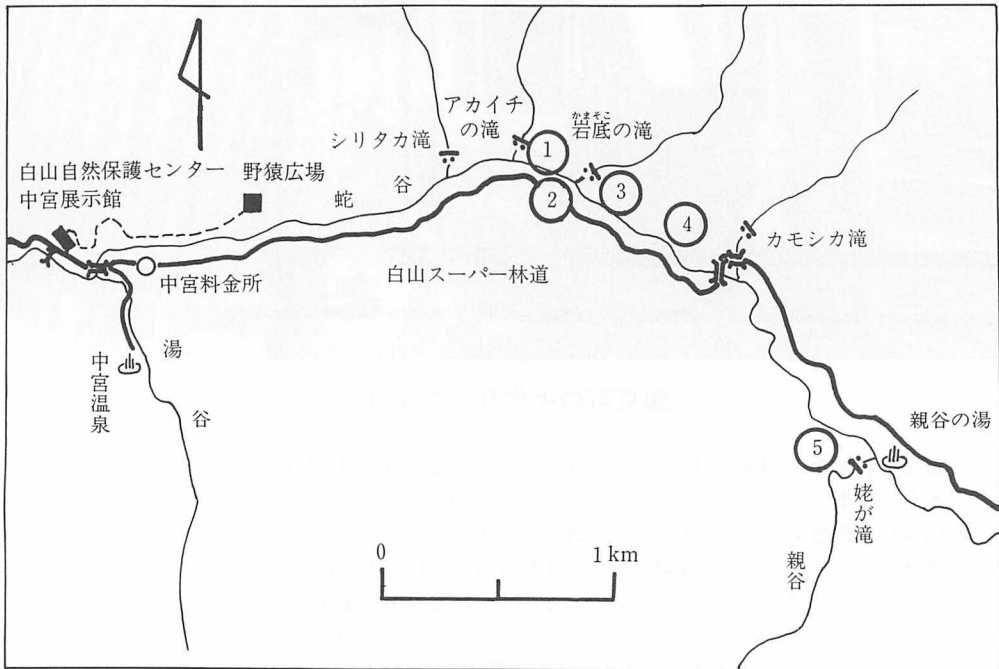 アカイチ
の滝
かまそこ
岩底の滝
シリタカ滝
白山自然保護センター
中宮展示館
野猿広場
蛇
谷
カモシカ滝
中宮料金所
白山スーパー林道
湯
谷
中宮温泉
親谷の湯
姥が滝
親
谷
1
2
3
4
5
0
1 km